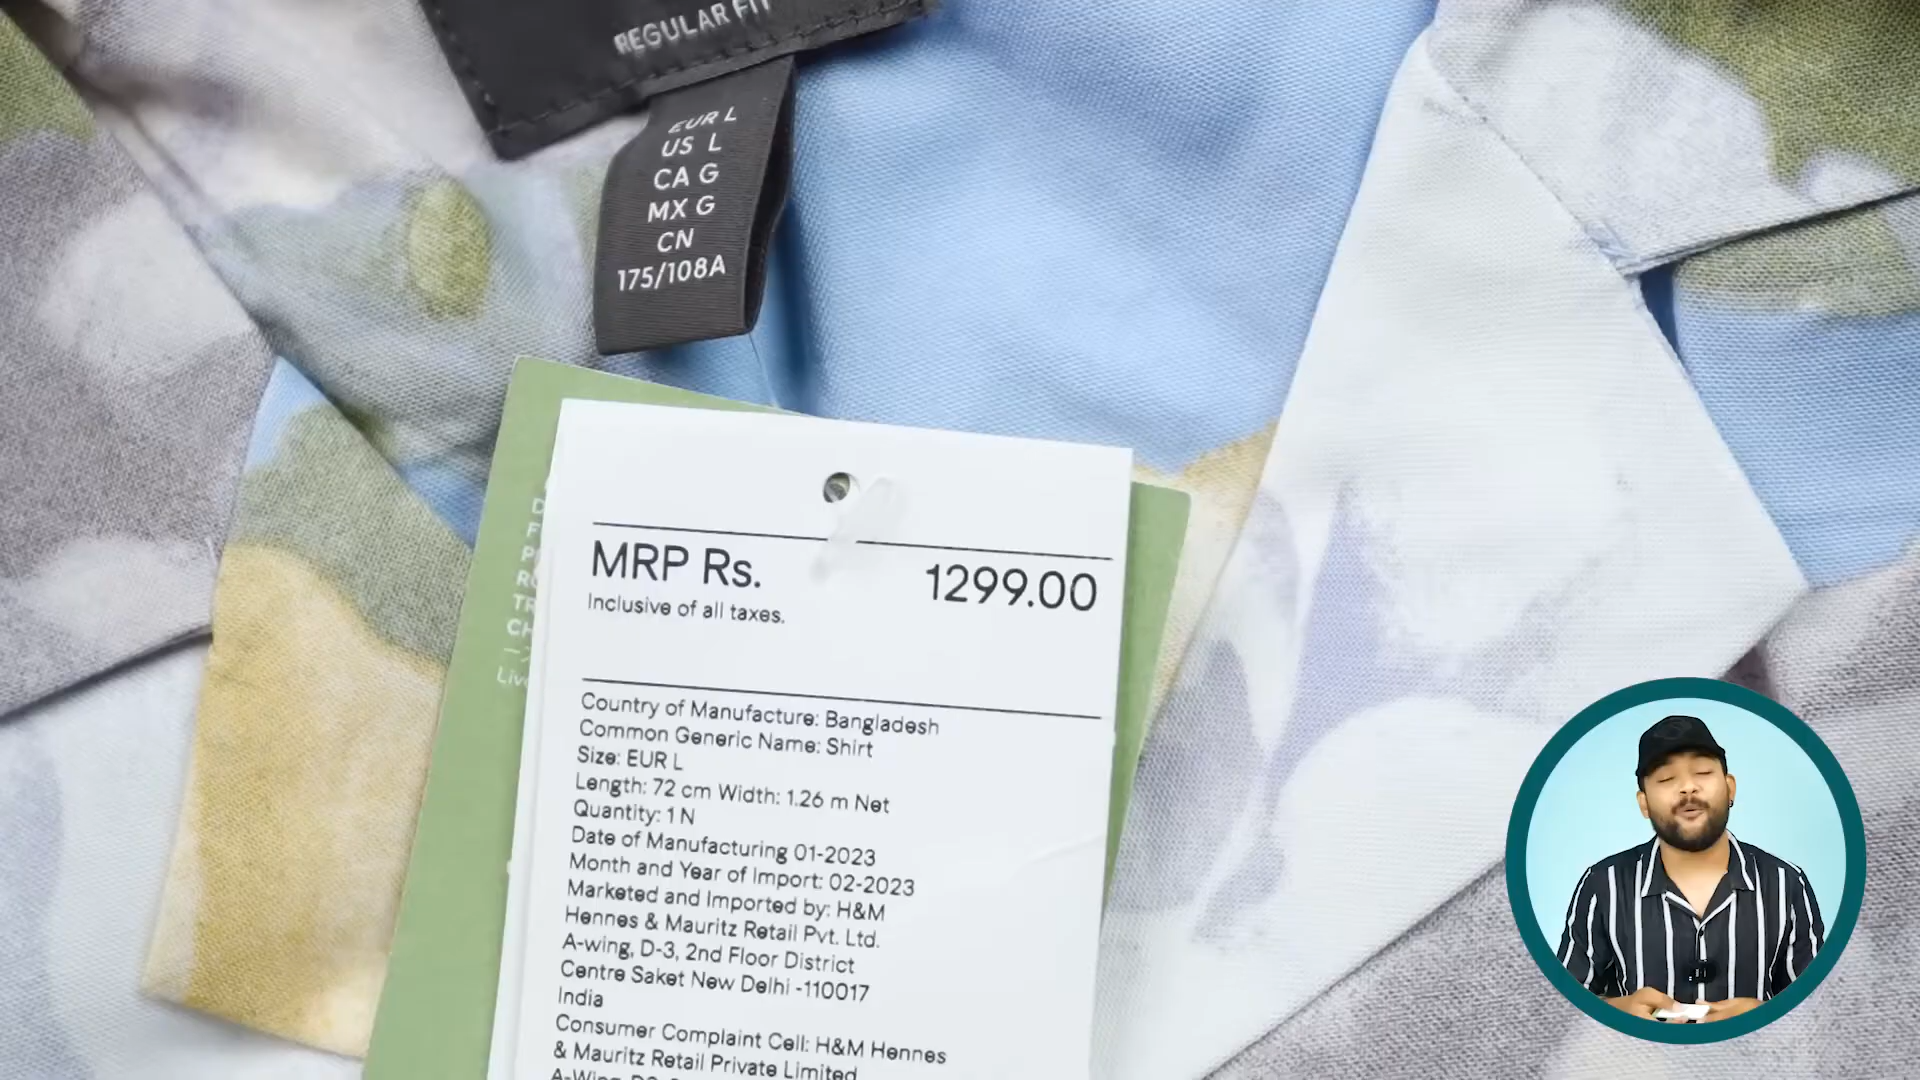 REGULAR FIT
EUR L
US L
CA G
MX G
CN
175/108A
MRP Rs. 1299.00
Inclusive of all taxes.
Country of Manufacture: Bangladesh
Common Generic Name: Shirt
Size: EUR L
Length: 72 cm Width: 1.26 m Net
Quantity: 1 N
Date of Manufacturing 01-2023
Month and Year of Import: 02-2023
Marketed and Imported by: H&M
Hennes & Mauritz Retail Pvt. Ltd.
A-wing, D-3, 2nd Floor District
Centre Saket New Delhi -110017
India
Consumer Complaint Cell: H&M Hennes
& Mauritz Retail Private Limited